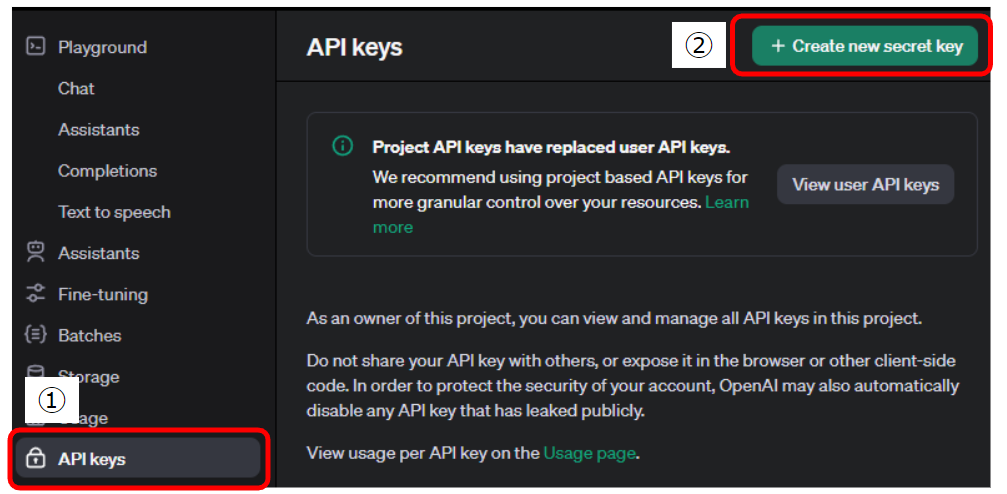 Playground
Chat
Assistants
Completions
Text to speech
Assistants
Fine-tuning
Batches
Storage
①
Usage
API keys
API keys
②
+ Create new secret key
Project API keys have replaced user API keys.
We recommend using project based API keys for
more granular control over your resources. Learn
more
View user API keys
As an owner of this project, you can view and manage all API keys in this project.
Do not share your API key with others, or expose it in the browser or other client-side
code. In order to protect the security of your account, OpenAI may also automatically
disable any API key that has leaked publicly.
View usage per API key on the Usage page.